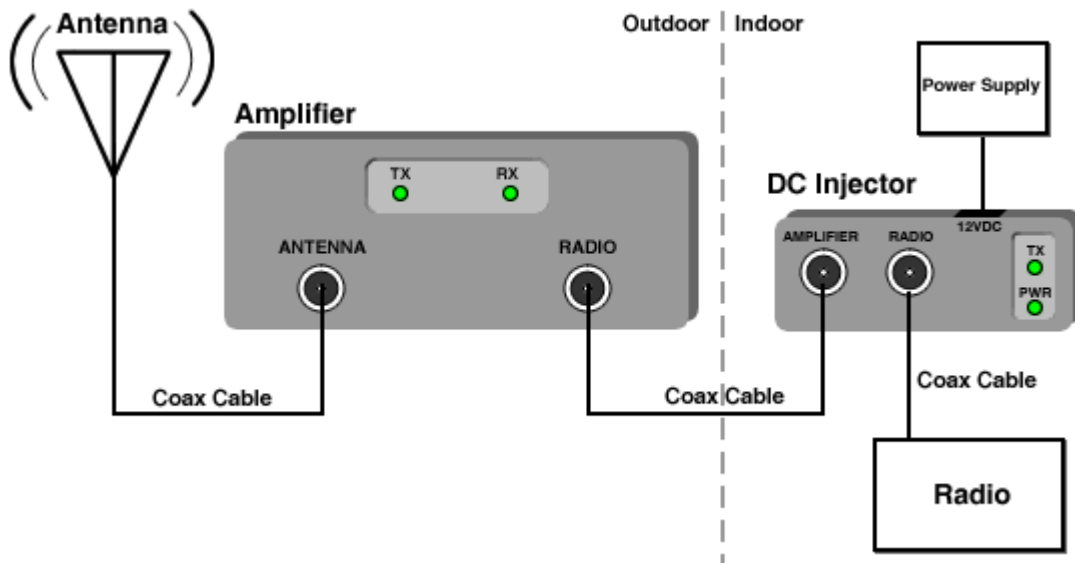 Antenna
Outdoor
Indoor
Power Supply
Amplifier
TX
RX
ANTENNA
RADIO
DC Injector
12VDC
AMPLIFIER
RADIO
TX
PWR
Coax Cable
Coax Cable
Coax Cable
Radio